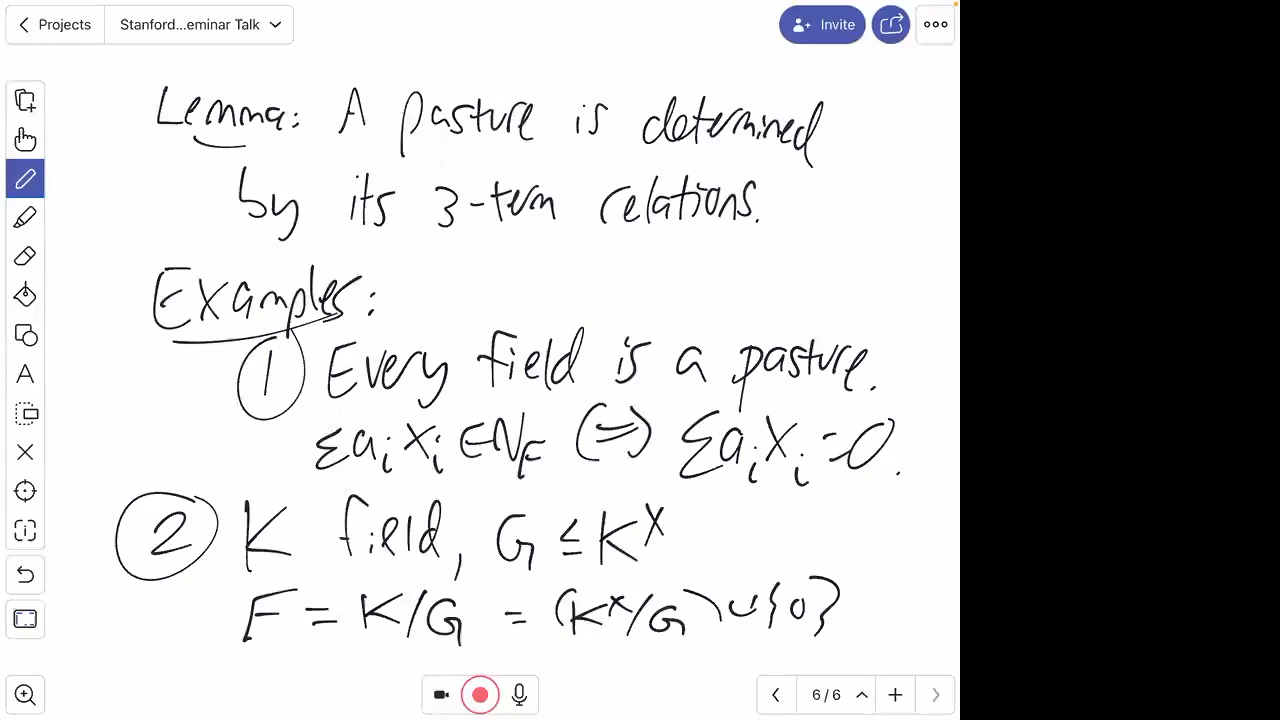 Projects
Stanford...eminar Talk
Invite
Lemma: A pasture is determined
by its 3-term relations.
Examples:
① Every field is a pasture.
Σaᵢxᵢ ∈ N_F ⟺ Σaᵢxᵢ = 0.
② K field, G ≤ K^×
F = K/G = (K^×/G) ∪ {0}
6/6